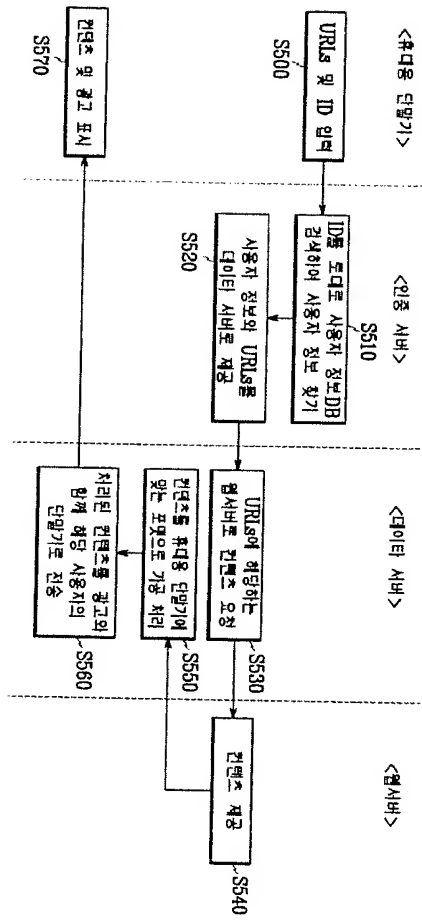 <휴대용 단말기>
<인증 서버>
<데이터 서버>
<웹서버>
URLs 및 ID 입력
S500
ID를 토대로 사용자 정보DB
검색하여 사용자 정보 찾기
S510
사용자 정보와 URLs를
데이터 서버로 제공
S520
URLs에 해당하는
웹서버로 컨텐츠 요청
S530
컨텐츠 제공
S540
컨텐츠를 휴대용 단말기에
맞는 포맷으로 가공 처리
S550
처리된 컨텐츠를 광고와
함께 해당 사용자의
단말기로 전송
S560
컨텐츠 및 광고 표시
S570